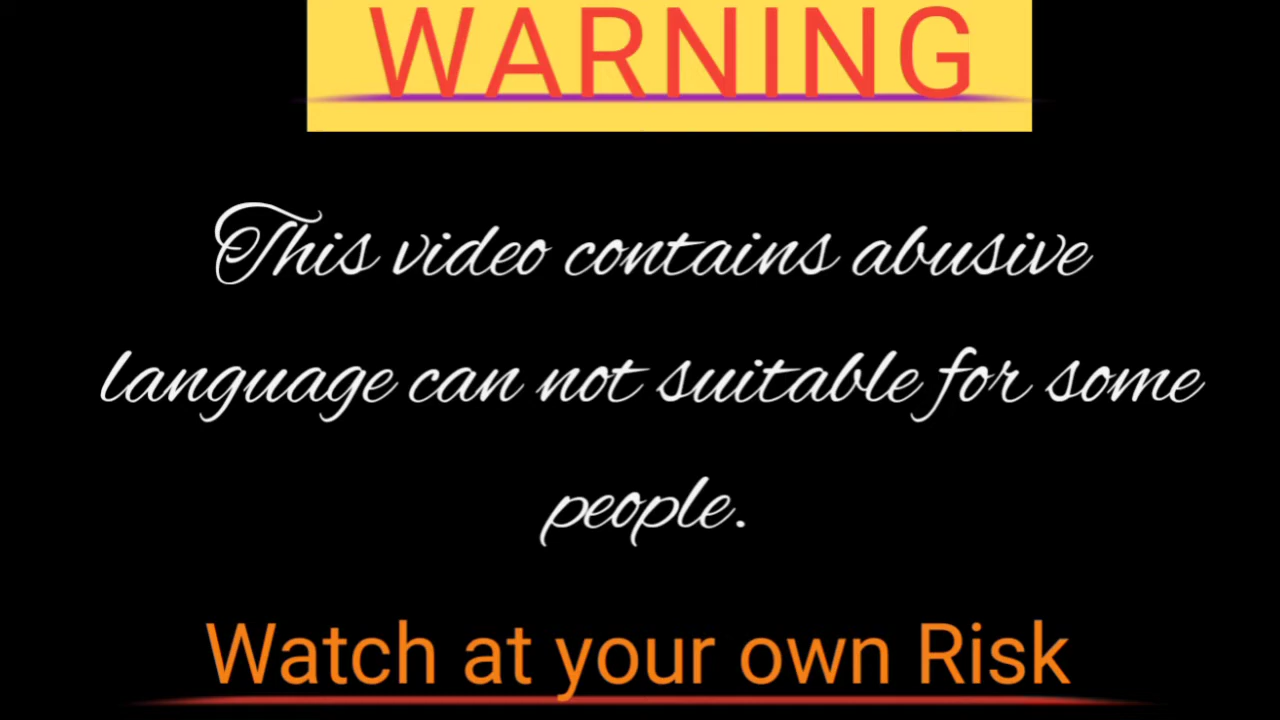 WARNING
This video contains abusive
language can not suitable for some
people.
Watch at your own Risk